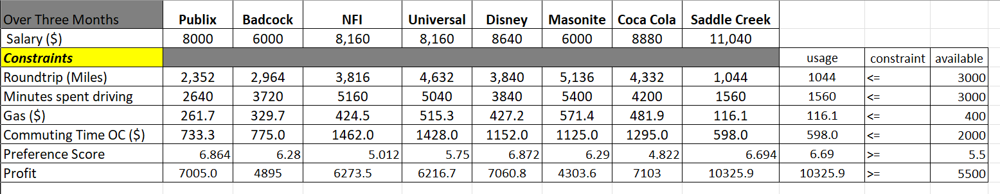 Over Three Months Publix Badcock NFI Universal Disney Masonite Coca Cola Saddle Creek
Salary ($) 8000 6000 8,160 8,160 8640 6000 8880 11,040
Constraints usage constraint available
Roundtrip (Miles) 2,352 2,964 3,816 4,632 3,840 5,136 4,332 1,044 1044 <= 3000
Minutes spent driving 2640 3720 5160 5040 3840 5400 4200 1560 1560 <= 3000
Gas ($) 261.7 329.7 424.5 515.3 427.2 571.4 481.9 116.1 116.1 <= 400
Commuting Time OC ($) 733.3 775.0 1462.0 1428.0 1152.0 1125.0 1295.0 598.0 598.0 <= 2000
Preference Score 6.864 6.28 5.012 5.75 6.872 6.29 4.822 6.694 6.69 >= 5.5
Profit 7005.0 4895 6273.5 6216.7 7060.8 4303.6 7103 10325.9 10325.9 >= 5500